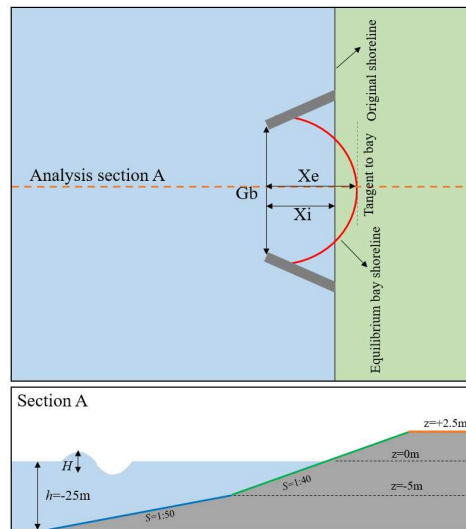 Original shoreline
Analysis section A
Xe
Tangent to bay
Gb
Xi
Equilibrium bay shoreline
Section A
z=+2.5m
H
z=0m
h=-25m
S=1:40
z=-5m
S=1:50